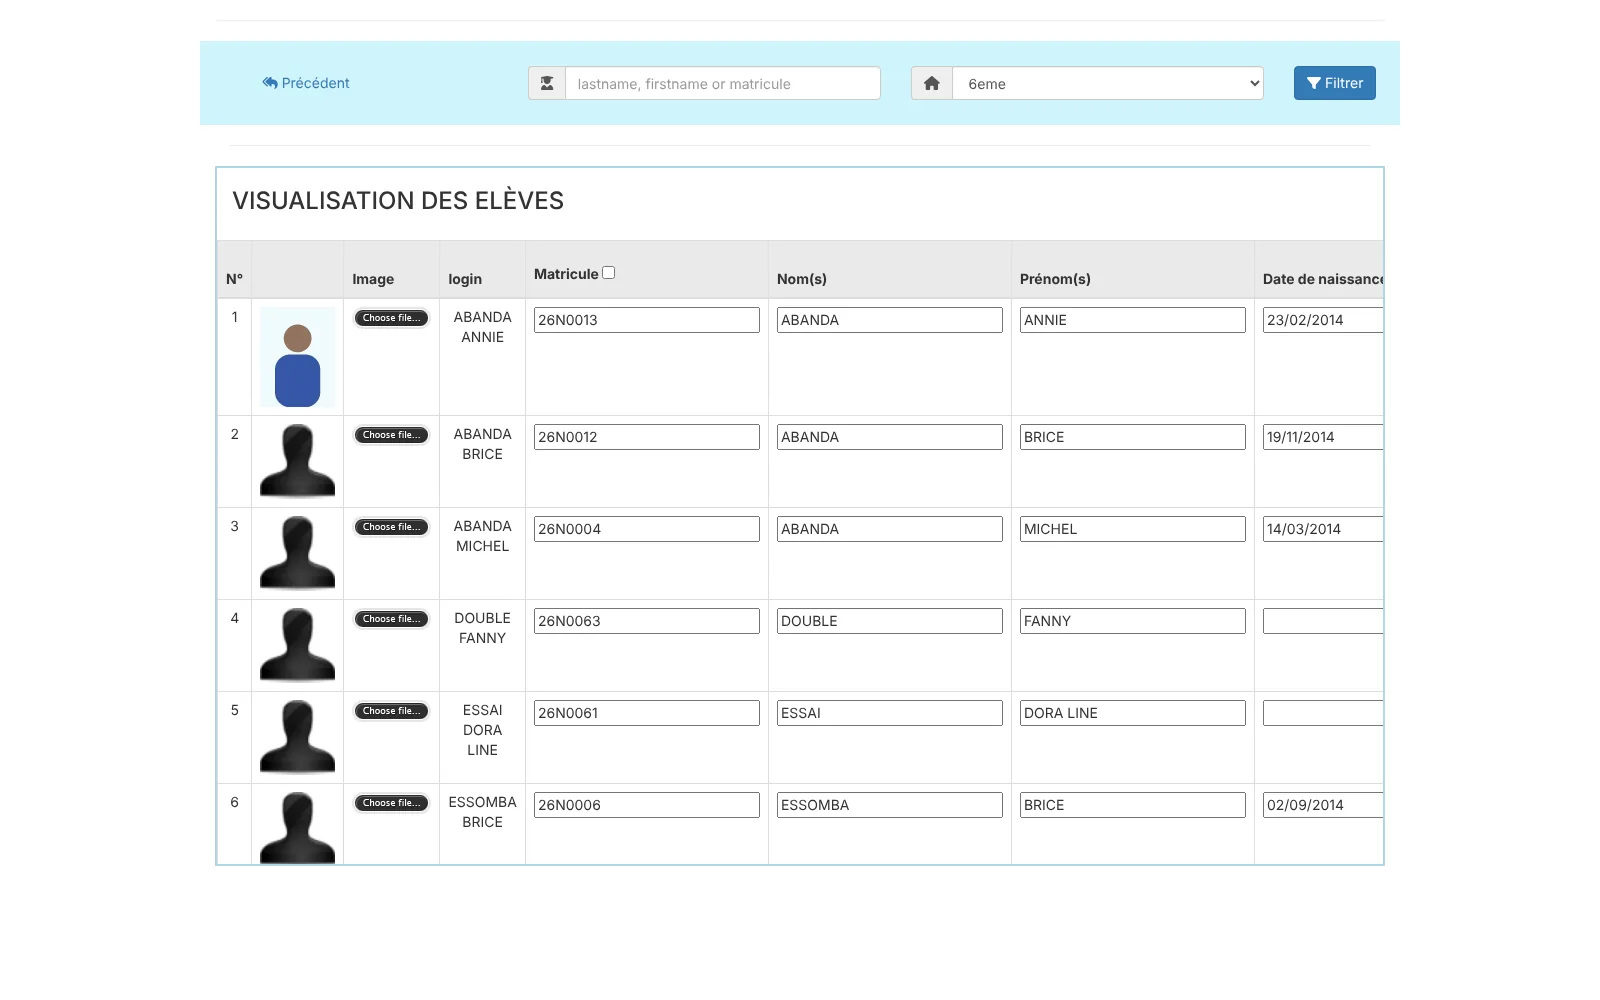 Précédent
lastname, firstname or matricule
6eme
Filtrer
VISUALISATION DES ELÈVES
N° Image login Matricule Nom(s) Prénom(s) Date de naissance
1 Choose file... ABANDA ANNIE 26N0013 ABANDA ANNIE 23/02/2014
2 Choose file... ABANDA BRICE 26N0012 ABANDA BRICE 19/11/2014
3 Choose file... ABANDA MICHEL 26N0004 ABANDA MICHEL 14/03/2014
4 Choose file... DOUBLE FANNY 26N0063 DOUBLE FANNY
5 Choose file... ESSAI DORA LINE 26N0061 ESSAI DORA LINE
6 Choose file... ESSOMBA BRICE 26N0006 ESSOMBA BRICE 02/09/2014